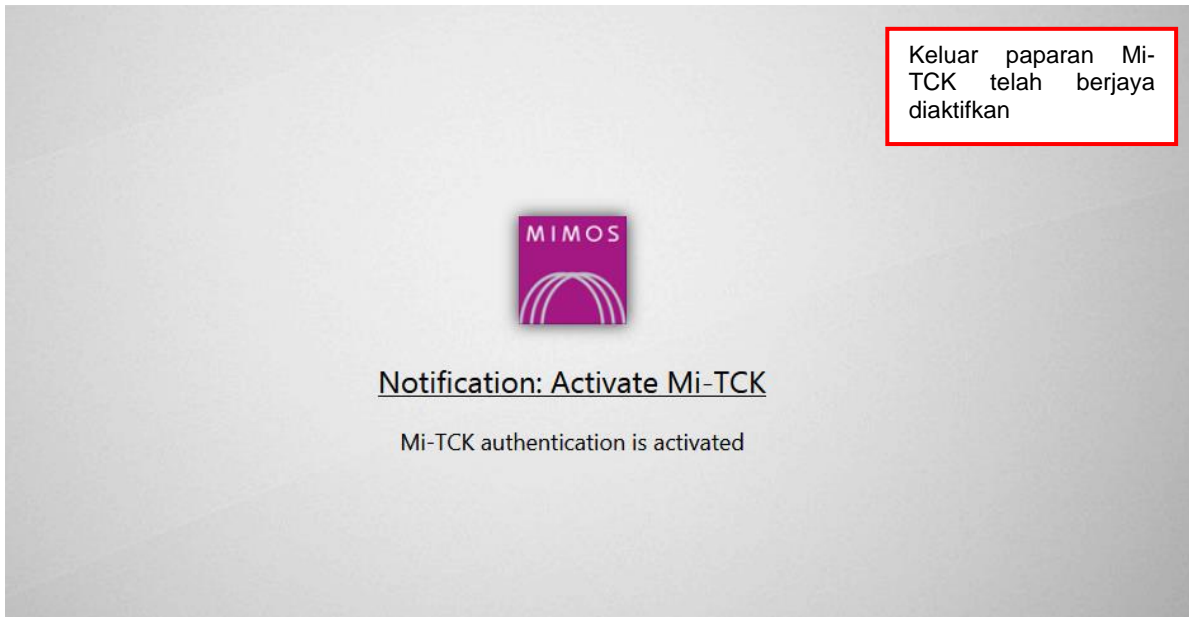 Keluar paparan Mi-
TCK telah berjaya
diaktifkan
MIMOS
Notification: Activate Mi-TCK
Mi-TCK authentication is activated